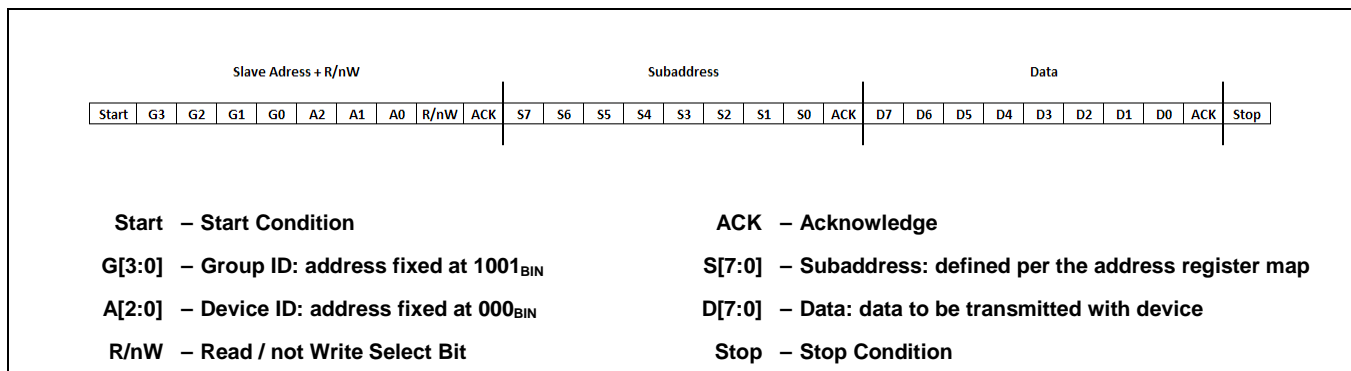 Slave Adress + R/nW Subaddress Data
Start G3 G2 G1 G0 A2 A1 A0 R/nW ACK S7 S6 S5 S4 S3 S2 S1 S0 ACK D7 D6 D5 D4 D3 D2 D1 D0 ACK Stop
Start – Start Condition ACK – Acknowledge
G[3:0] – Group ID: address fixed at 1001BIN S[7:0] – Subaddress: defined per the address register map
A[2:0] – Device ID: address fixed at 000BIN D[7:0] – Data: data to be transmitted with device
R/nW – Read / not Write Select Bit Stop – Stop Condition